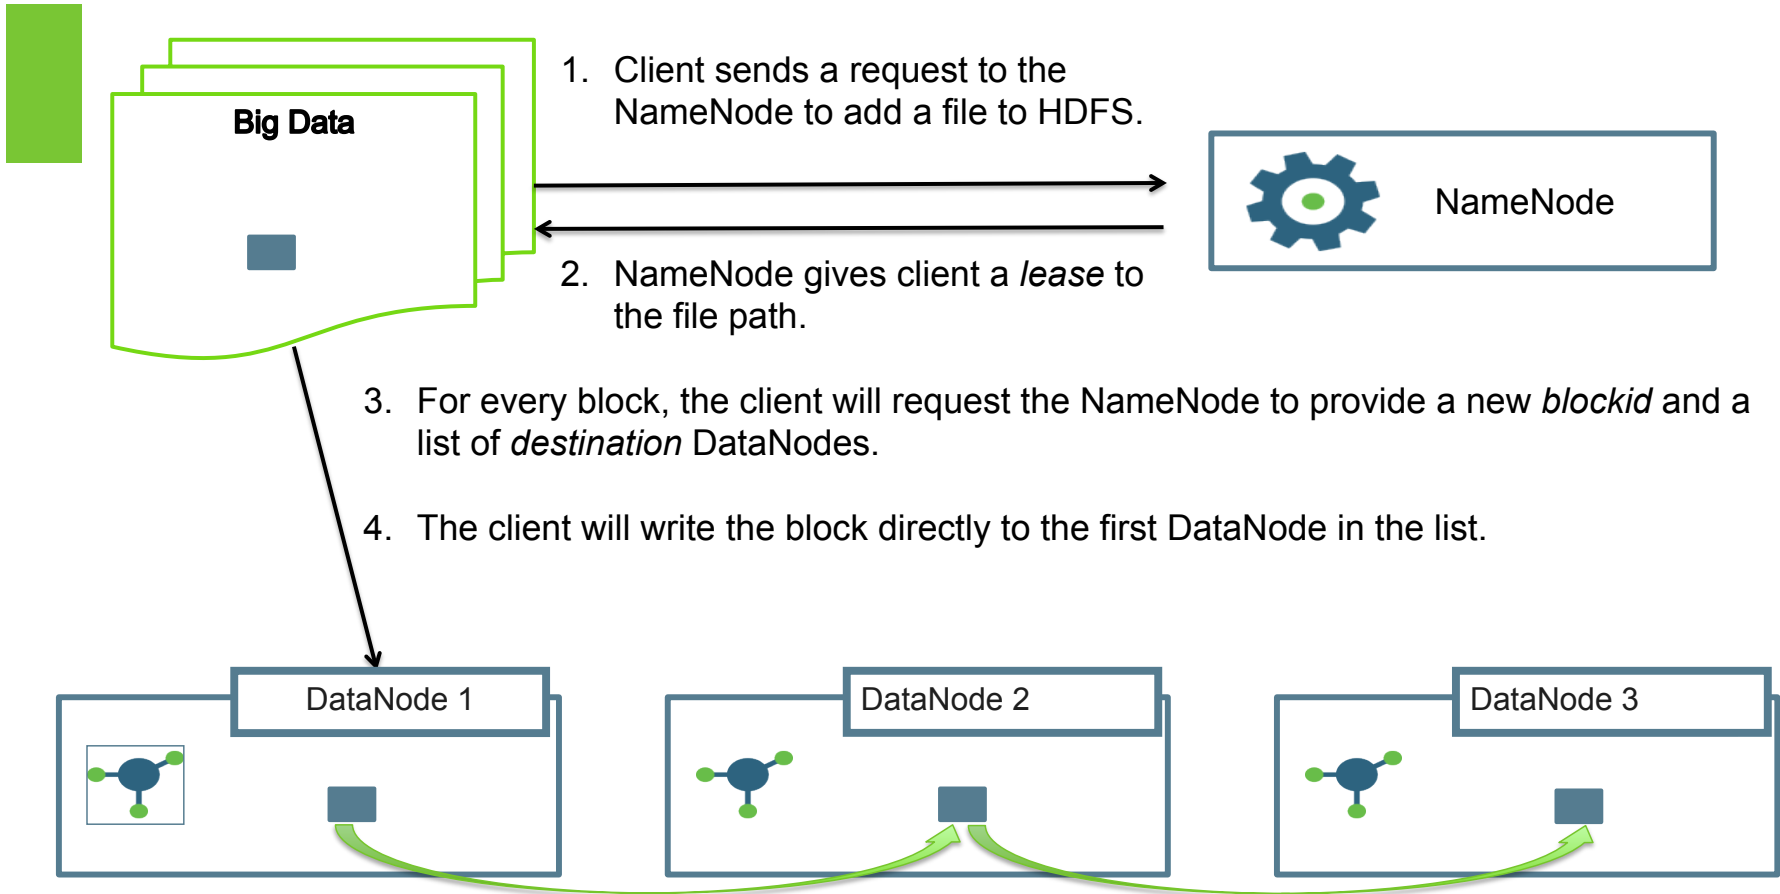 Big Data
1. Client sends a request to the
NameNode to add a file to HDFS.
NameNode
2. NameNode gives client a lease to
the file path.
3. For every block, the client will request the NameNode to provide a new blockid and a
list of destination DataNodes.
4. The client will write the block directly to the first DataNode in the list.
DataNode 1
DataNode 2
DataNode 3